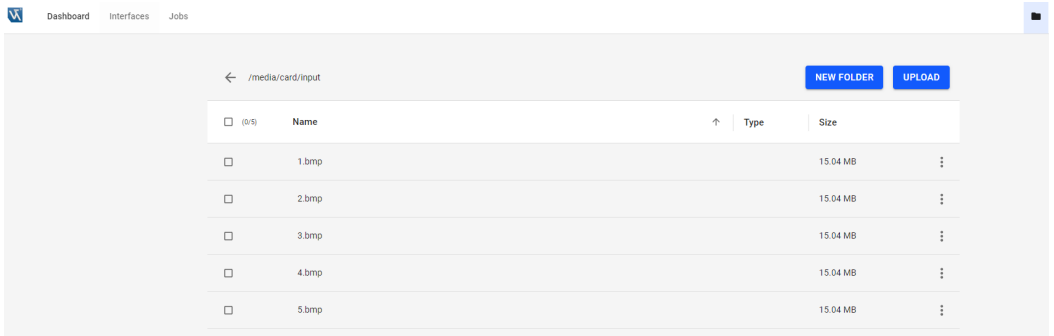 Dashboard Interfaces Jobs
/media/card/input NEW FOLDER UPLOAD
(0/5) Name Type Size
1.bmp 15.04 MB
2.bmp 15.04 MB
3.bmp 15.04 MB
4.bmp 15.04 MB
5.bmp 15.04 MB